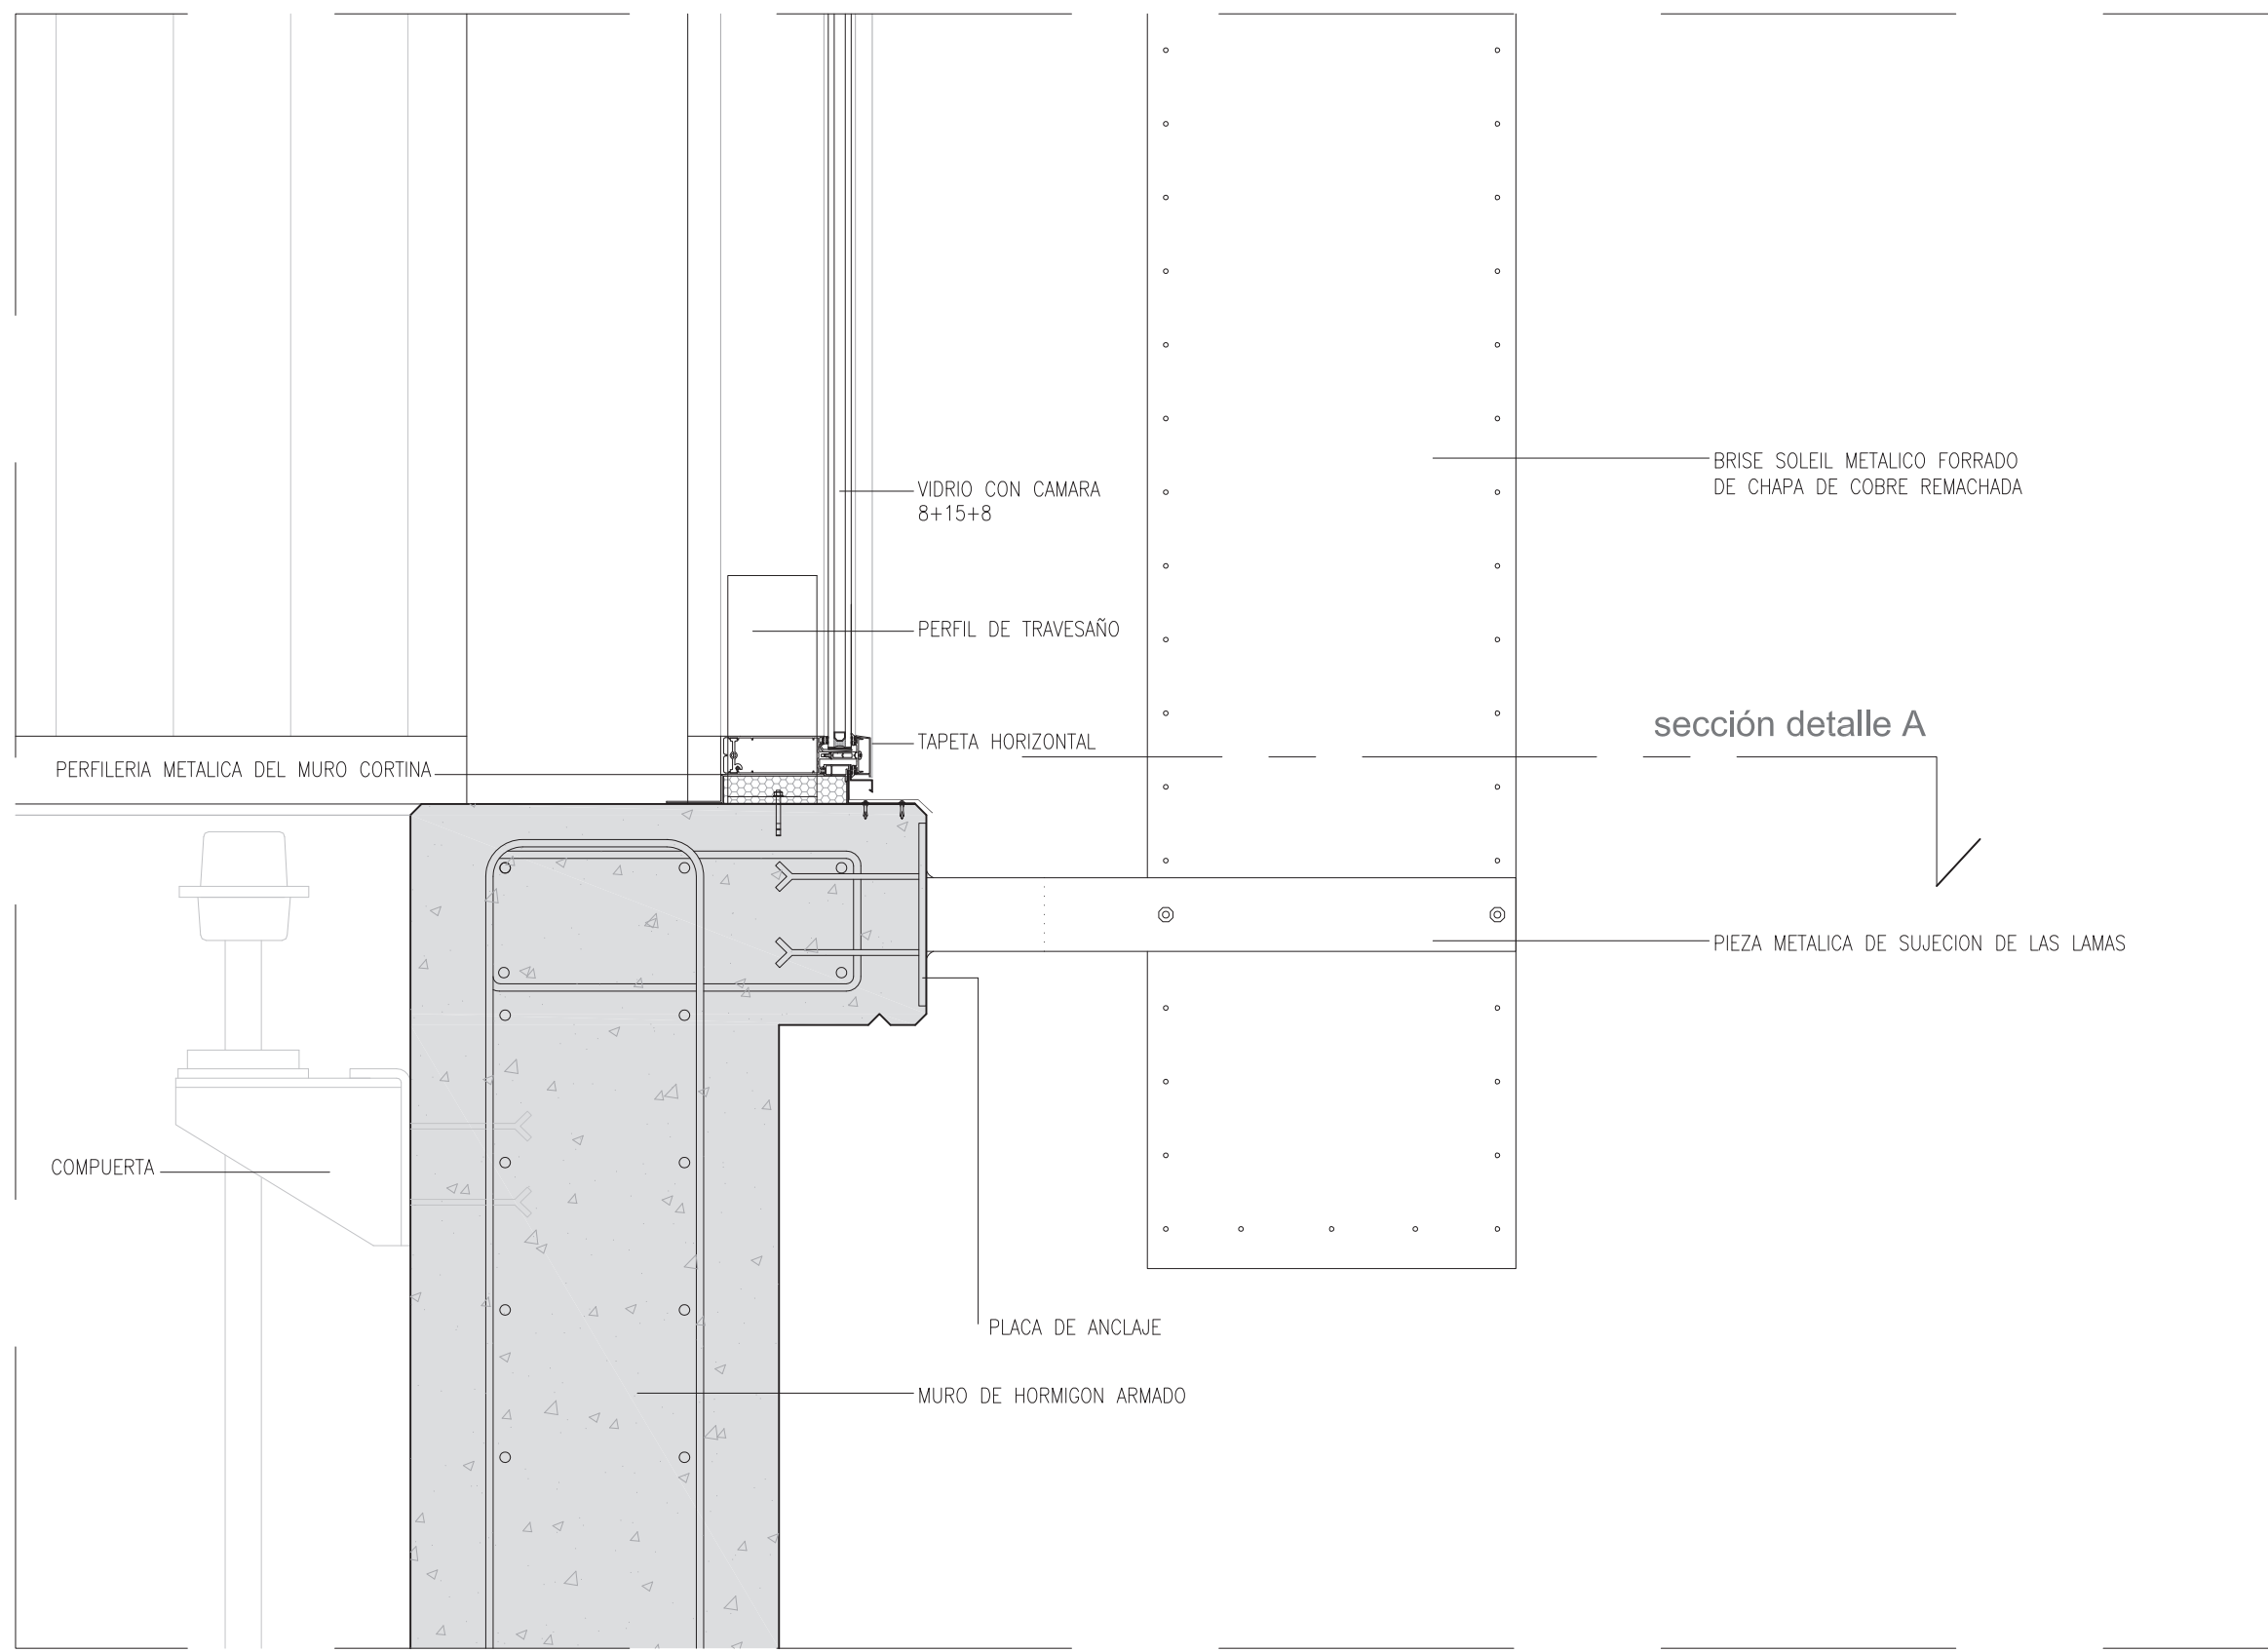 BRISE SOLEIL METALICO FORRADO
DE CHAPA DE COBRE REMACHADA
VIDRIO CON CAMARA
8+15+8
PERFIL DE TRAVESAÑO
sección detalle A
TAPETA HORIZONTAL
PERFILERIA METALICA DEL MURO CORTINA
PIEZA METALICA DE SUJECION DE LAS LAMAS
COMPUERTA
PLACA DE ANCLAJE
MURO DE HORMIGON ARMADO